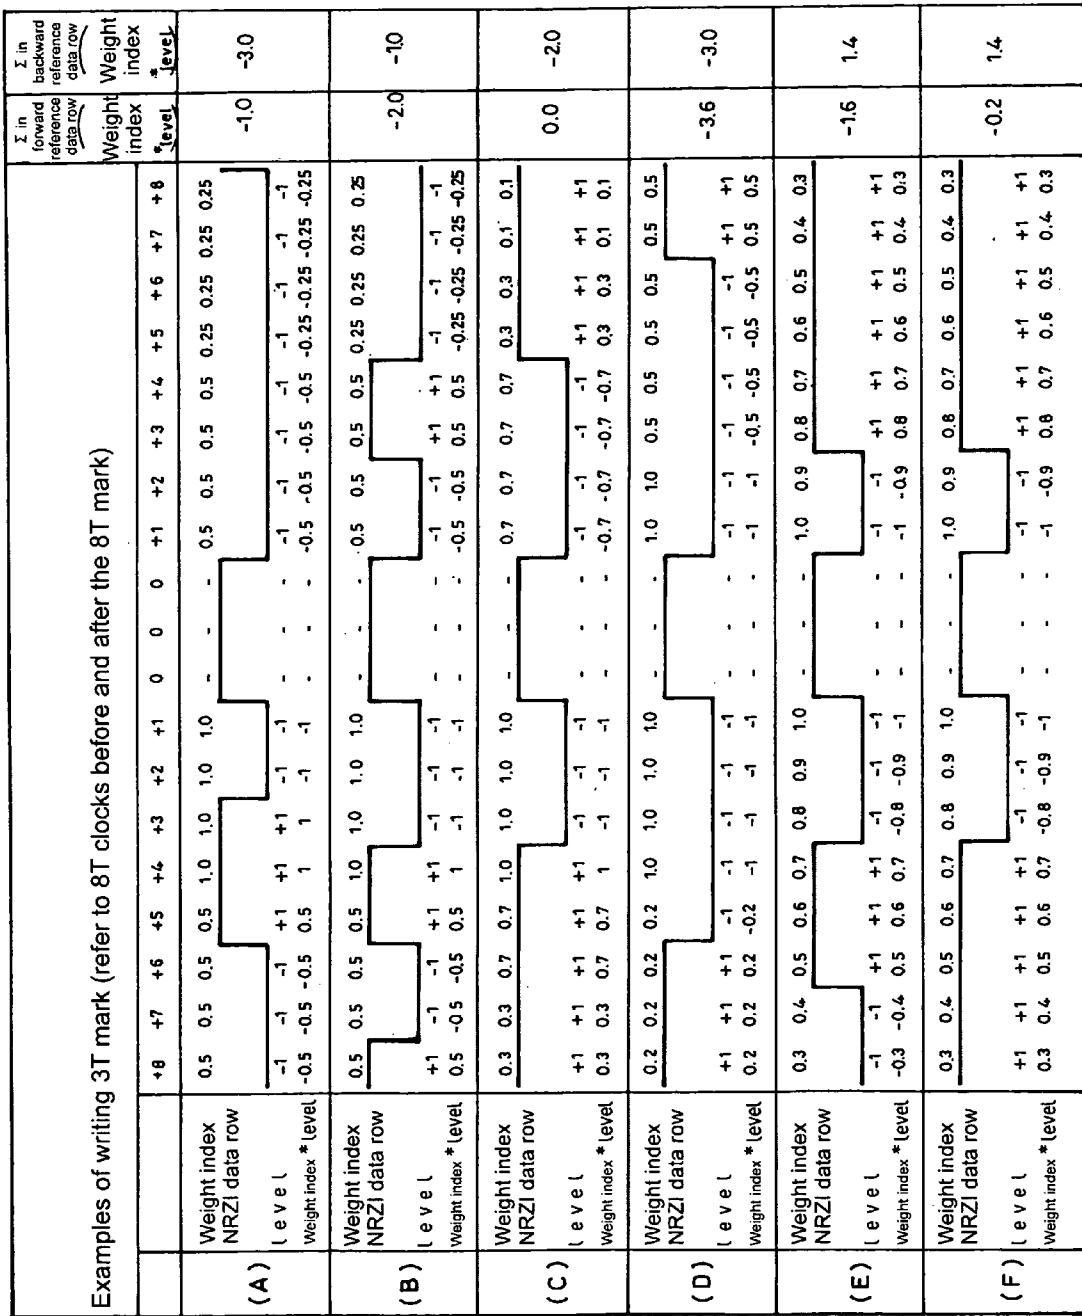 Examples of writing 3T mark (refer to 8T clocks before and after the 8T mark)
Σ in forward reference data row
Σ in backward reference data row
+8 +7 +6 +5 +4 +3 +2 +1 0 0 0 +1 +2 +3 +4 +5 +6 +7 +8
Weight index *level
Weight index *level
(A)
Weight index 0.5 0.5 0.5 0.5 1.0 1.0 1.0 1.0 - - - 0.5 0.5 0.5 0.5 0.25 0.25 0.25 0.25
NRZI data row
level -1 -1 -1 +1 +1 +1 -1 -1 - - - -1 -1 -1 -1 -1 -1 -1 -1
Weight index *level -0.5 -0.5 -0.5 0.5 1 1 -1 -1 - - - -0.5 -0.5 -0.5 -0.5 -0.25 -0.25 -0.25 -0.25
-1.0 -3.0
(B)
Weight index 0.5 0.5 0.5 0.5 1.0 1.0 1.0 1.0 - - - 0.5 0.5 0.5 0.5 0.25 0.25 0.25 0.25
NRZI data row
level +1 -1 -1 +1 +1 -1 -1 -1 - - - -1 -1 +1 +1 -1 -1 -1 -1
Weight index *level 0.5 -0.5 -0.5 0.5 1 -1 -1 -1 - - - -0.5 -0.5 0.5 0.5 -0.25 -0.25 -0.25 -0.25
-2.0 -1.0
(C)
Weight index 0.3 0.3 0.7 0.7 1.0 1.0 1.0 1.0 - - - 0.7 0.7 0.7 0.7 0.3 0.3 0.1 0.1
NRZI data row
level +1 +1 +1 +1 +1 -1 -1 -1 - - - -1 -1 -1 -1 +1 +1 +1 +1
Weight index *level 0.3 0.3 0.7 0.7 1 -1 -1 -1 - - - -0.7 -0.7 -0.7 -0.7 0.3 0.3 0.1 0.1
0.0 -2.0
(D)
Weight index 0.2 0.2 0.2 0.2 1.0 1.0 1.0 1.0 - - - 1.0 1.0 0.5 0.5 0.5 0.5 0.5 0.5
NRZI data row
level +1 +1 +1 -1 -1 -1 -1 -1 - - - -1 -1 -1 -1 -1 -1 +1 +1
Weight index *level 0.2 0.2 0.2 -0.2 -1 -1 -1 -1 - - - -1 -1 -0.5 -0.5 -0.5 -0.5 0.5 0.5
-3.6 -3.0
(E)
Weight index 0.3 0.4 0.5 0.6 0.7 0.8 0.9 1.0 - - - 1.0 0.9 0.8 0.7 0.6 0.5 0.4 0.3
NRZI data row
level -1 -1 +1 +1 +1 -1 -1 -1 - - - -1 -1 +1 +1 +1 +1 +1 +1
Weight index *level -0.3 -0.4 0.5 0.6 0.7 -0.8 -0.9 -1 - - - -1 -0.9 0.8 0.7 0.6 0.5 0.4 0.3
-1.6 1.4
(F)
Weight index 0.3 0.4 0.5 0.6 0.7 0.8 0.9 1.0 - - - 1.0 0.9 0.8 0.7 0.6 0.5 0.4 0.3
NRZI data row
level +1 +1 +1 +1 +1 -1 -1 -1 - - - -1 -1 +1 +1 +1 +1 +1 +1
Weight index *level 0.3 0.4 0.5 0.6 0.7 -0.8 -0.9 -1 - - - -1 -0.9 0.8 0.7 0.6 0.5 0.4 0.3
-0.2 1.4